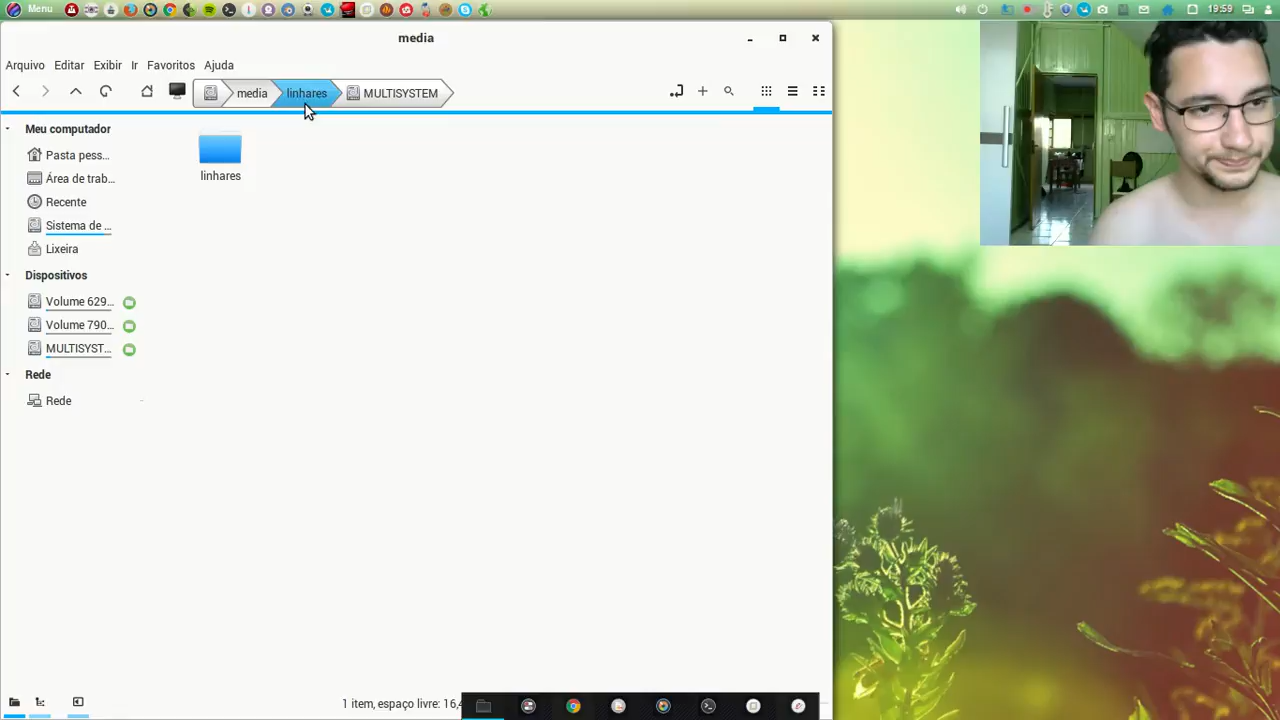 Menu
19:59
media
Arquivo Editar Exibir Ir Favoritos Ajuda
media linhares MULTISYSTEM
Meu computador
Pasta pess...
Área de trab...
Recente
Sistema de ...
Lixeira
Dispositivos
Volume 629...
Volume 790...
MULTISYST...
Rede
Rede
linhares
1 item, espaço livre: 16,